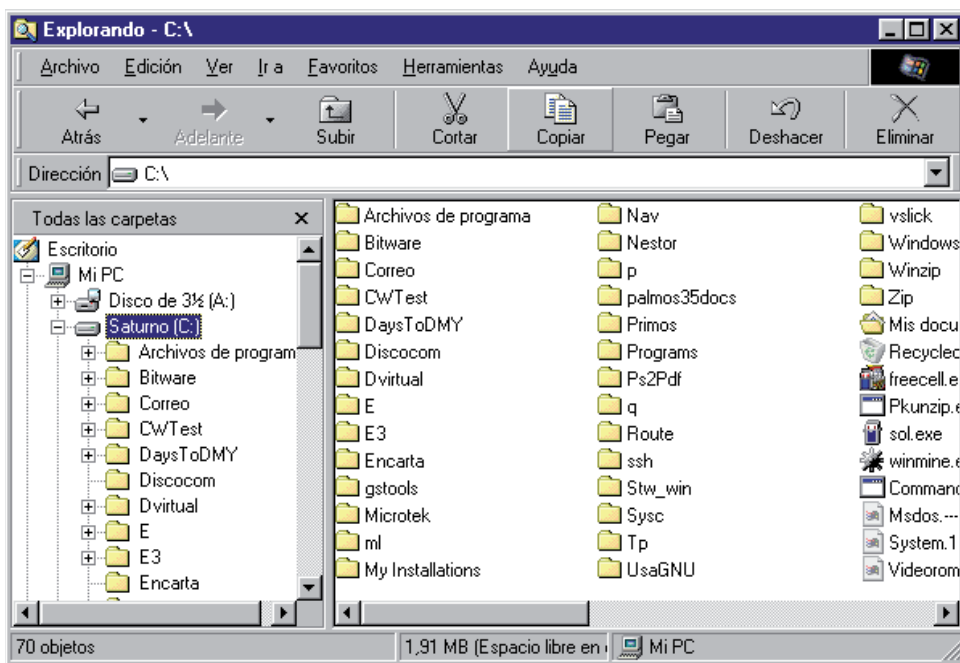 Explorando - C:\
Archivo Edición Ver Ir a Favoritos Herramientas Ayuda
Atrás Adelante Subir Cortar Copiar Pegar Deshacer Eliminar
Dirección C:\
Todas las carpetas
Escritorio
Mi PC
Disco de 3½ (A:)
Saturno (C:)
Archivos de program
Bitware
Correo
CWTest
DaysToDMY
Discocom
Dvirtual
E
E3
Encarta
Archivos de programa
Bitware
Correo
CWTest
DaysToDMY
Discocom
Dvirtual
E
E3
Encarta
gstools
Microtek
ml
My Installations
Nav
Nestor
p
palmos35docs
Primos
Programs
Ps2Pdf
q
Route
ssh
Stw_win
Sysc
Tp
UsaGNU
vslick
Windows
Winzip
Zip
Mis docu
Recycled
freecell.e
Pkunzip.e
sol.exe
winmine.e
Command
Msdos.---
System.1
Videorom
70 objetos 1,91 MB (Espacio libre en Mi PC